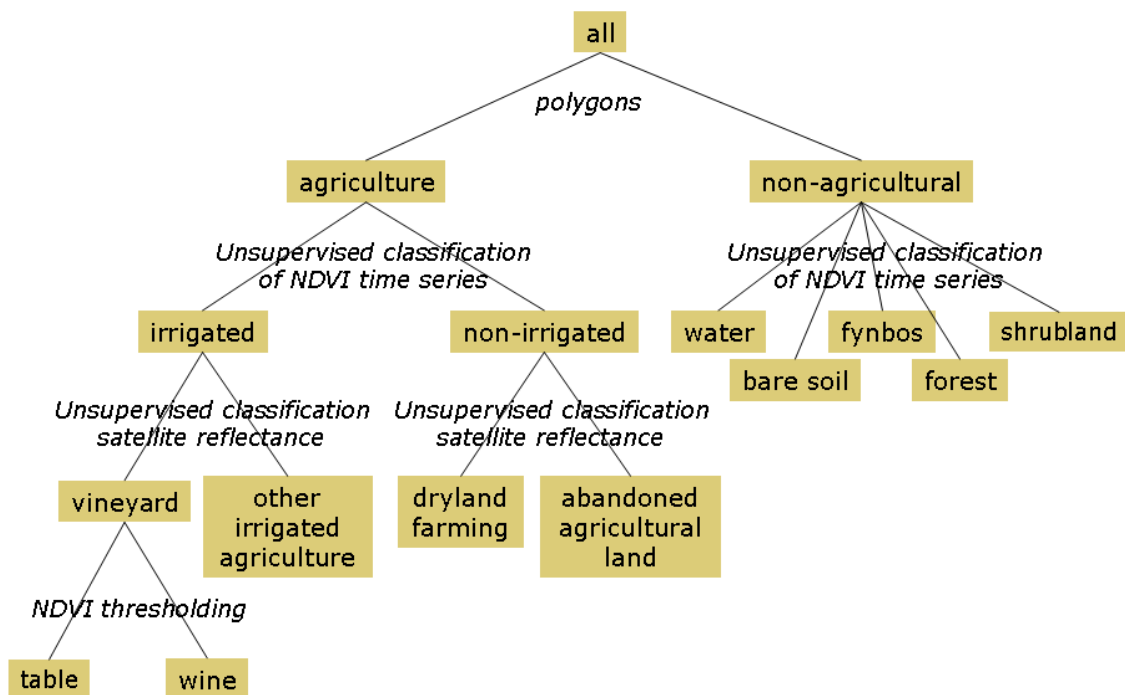 all
polygons
agriculture
non-agricultural
Unsupervised classification
of NDVI time series
Unsupervised classification
of NDVI time series
irrigated
non-irrigated
water
fynbos
shrubland
bare soil
forest
Unsupervised classification
satellite reflectance
Unsupervised classification
satellite reflectance
vineyard
other
irrigated
agriculture
dryland
farming
abandoned
agricultural
land
NDVI thresholding
table
wine